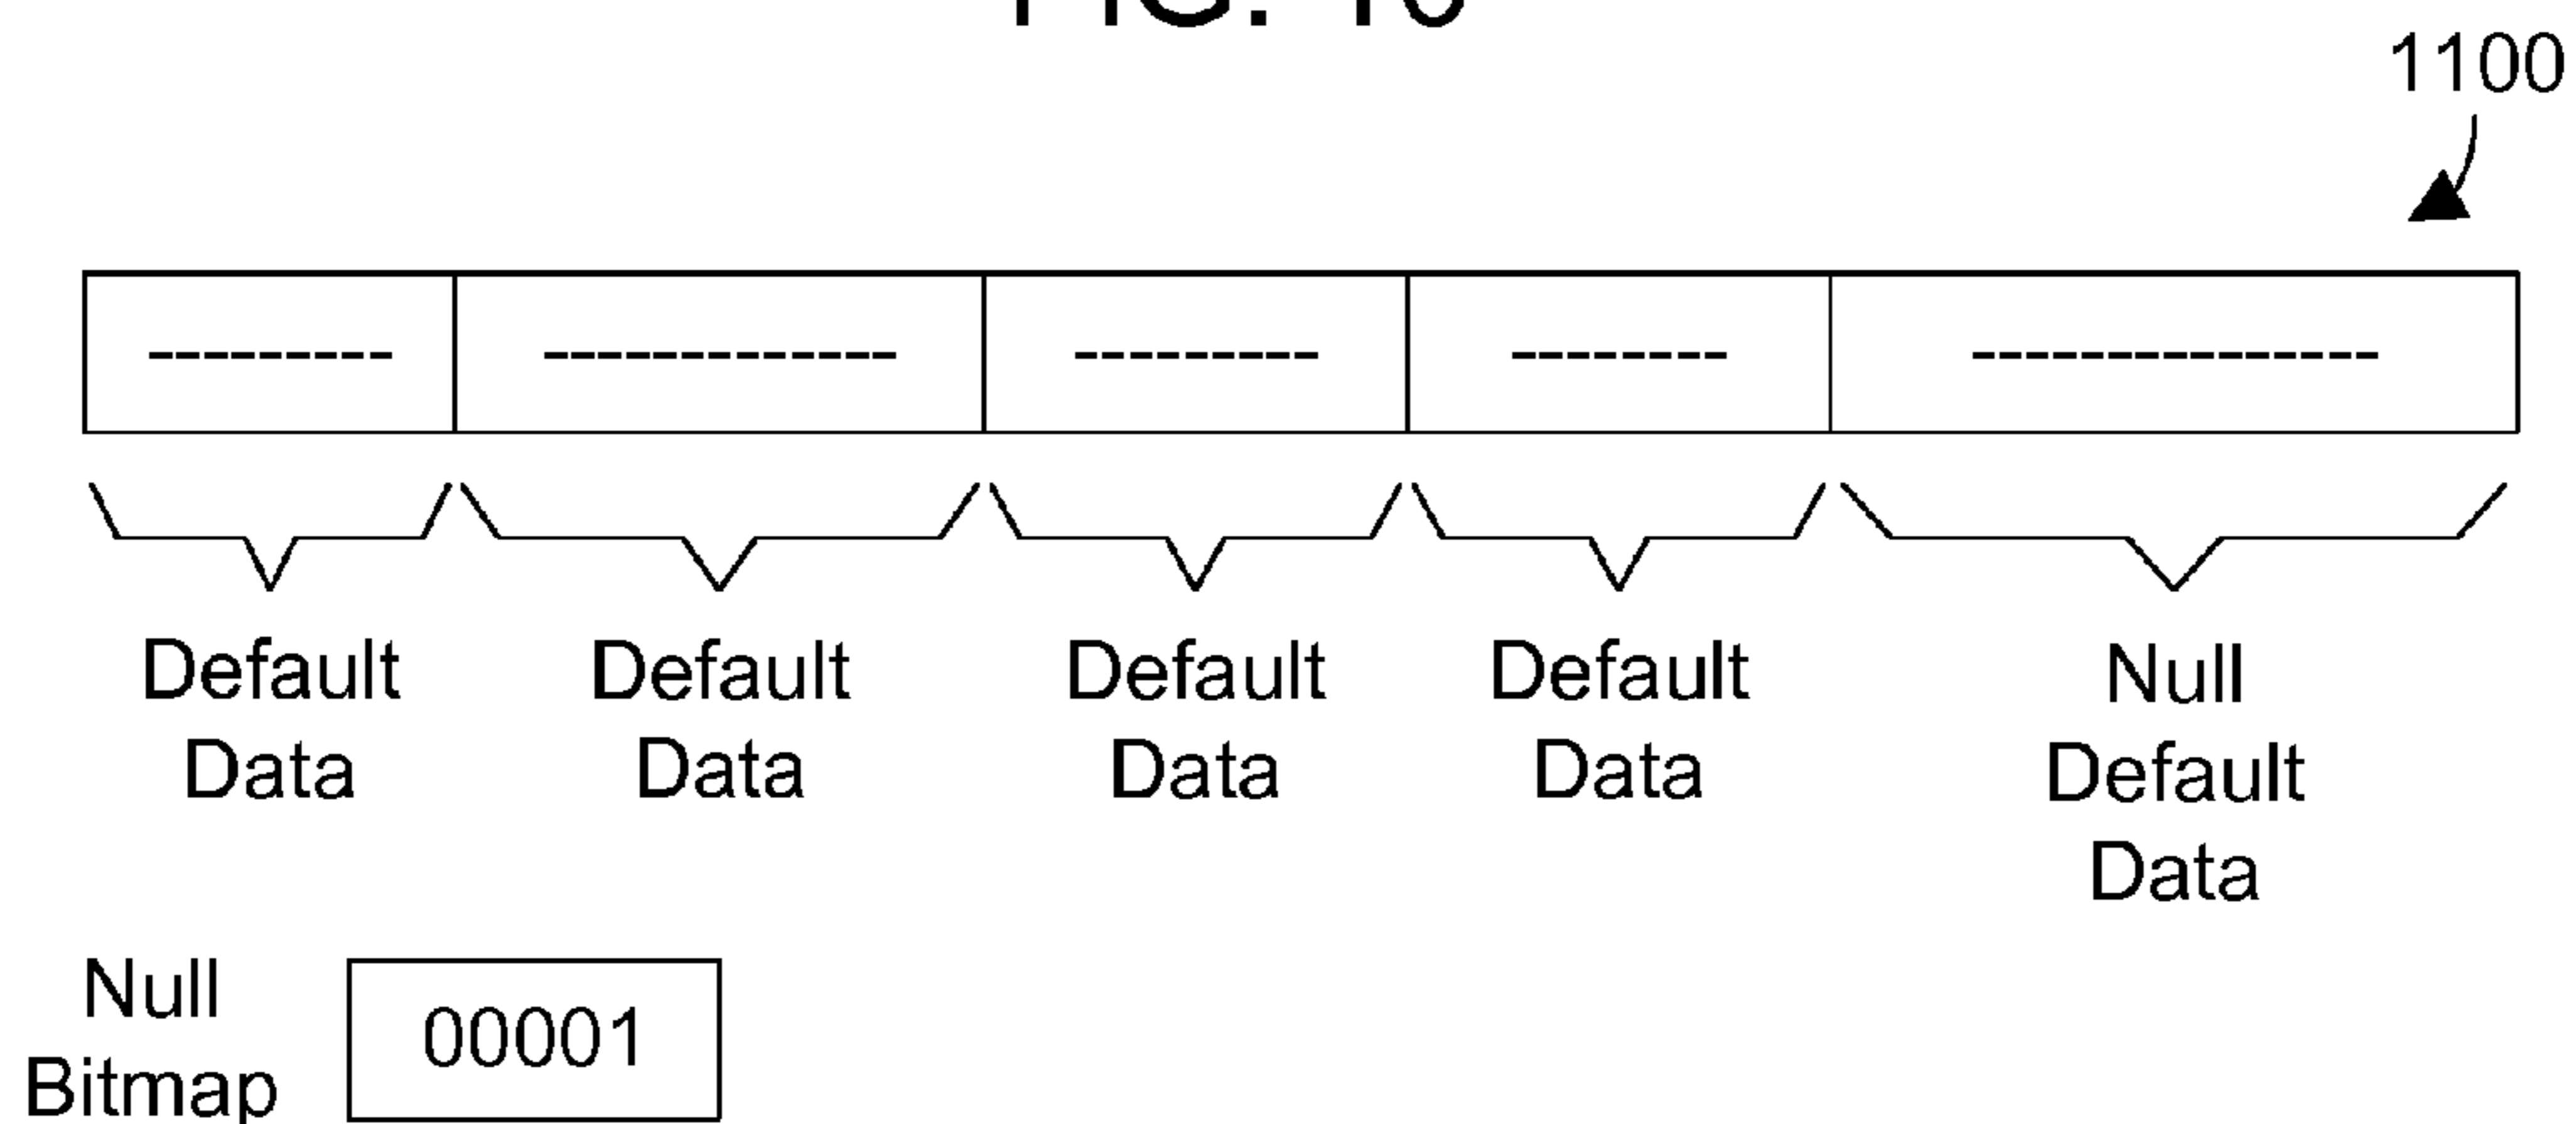 1100
Default Default Default Default Null
Data Data Data Data Default
Data
Null
Bitmap
00001